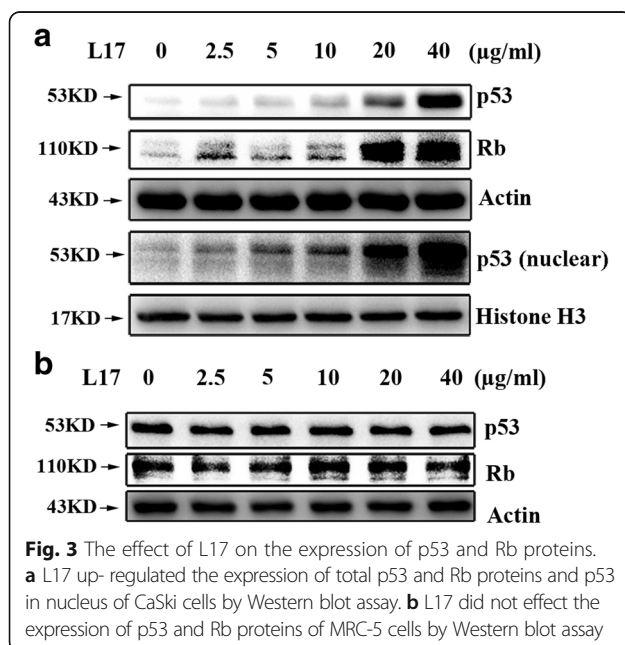 a
L17 0 2.5 5 10 20 40 (μg/ml)
53KD p53
110KD Rb
43KD Actin
53KD p53 (nuclear)
17KD Histone H3
b
L17 0 2.5 5 10 20 40 (μg/ml)
53KD p53
110KD Rb
43KD Actin
Fig. 3 The effect of L17 on the expression of p53 and Rb proteins.
a L17 up- regulated the expression of total p53 and Rb proteins and p53
in nucleus of CaSki cells by Western blot assay. b L17 did not effect the
expression of p53 and Rb proteins of MRC-5 cells by Western blot assay